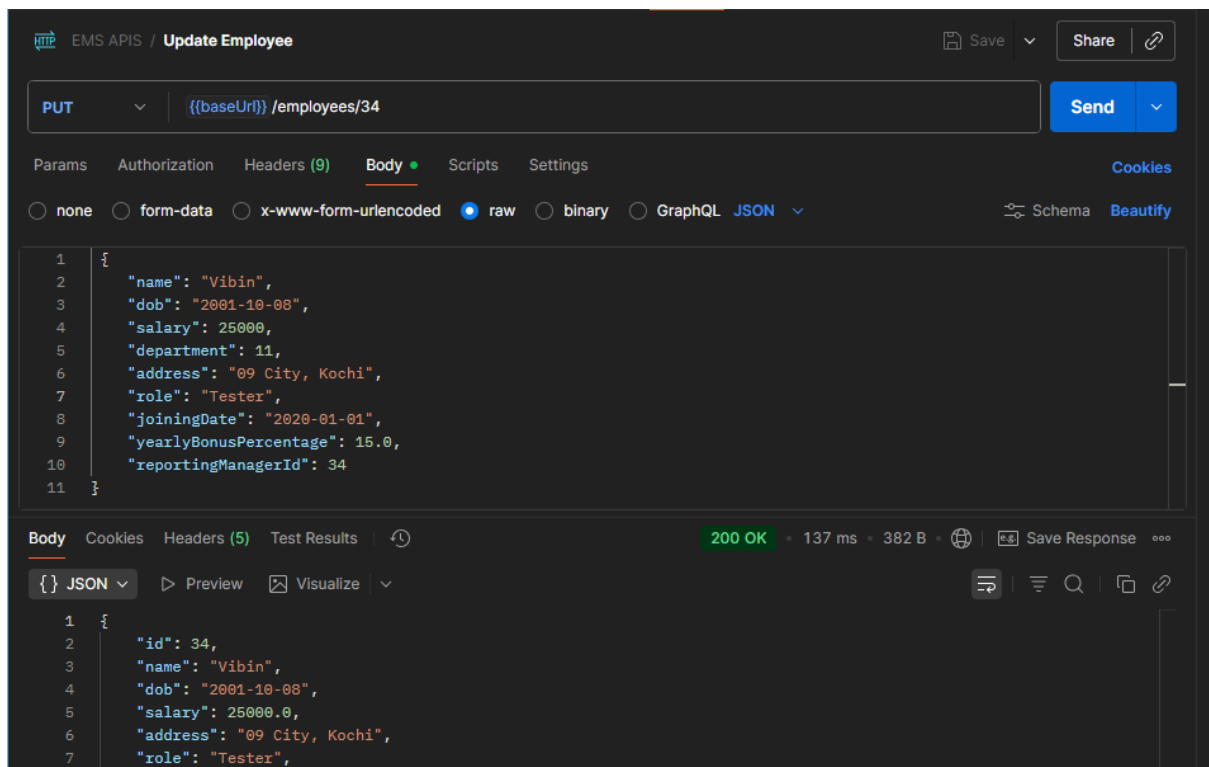 HTTP EMS APIS / Update Employee Save Share
PUT {{baseUrl}} /employees/34 Send
Params Authorization Headers (9) Body Scripts Settings Cookies
none form-data x-www-form-urlencoded raw binary GraphQL JSON Schema Beautify
1 {
2 "name": "Vibin",
3 "dob": "2001-10-08",
4 "salary": 25000,
5 "department": 11,
6 "address": "09 City, Kochi",
7 "role": "Tester",
8 "joiningDate": "2020-01-01",
9 "yearlyBonusPercentage": 15.0,
10 "reportingManagerId": 34
11 }
Body Cookies Headers (5) Test Results 200 OK • 137 ms • 382 B e.g. Save Response
{} JSON Preview Visualize
1 {
2 "id": 34,
3 "name": "Vibin",
4 "dob": "2001-10-08",
5 "salary": 25000.0,
6 "address": "09 City, Kochi",
7 "role": "Tester",